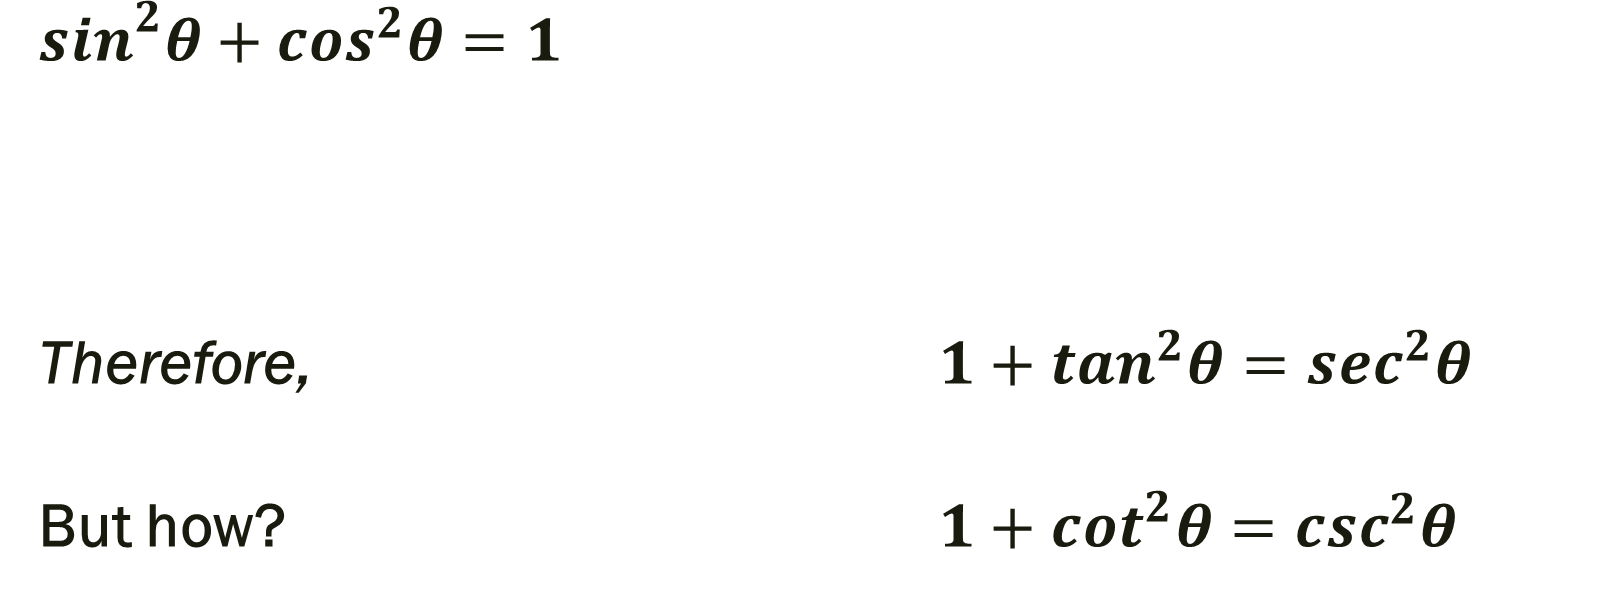 sin²θ + cos²θ = 1
Therefore, 1 + tan²θ = sec²θ
But how? 1 + cot²θ = csc²θ